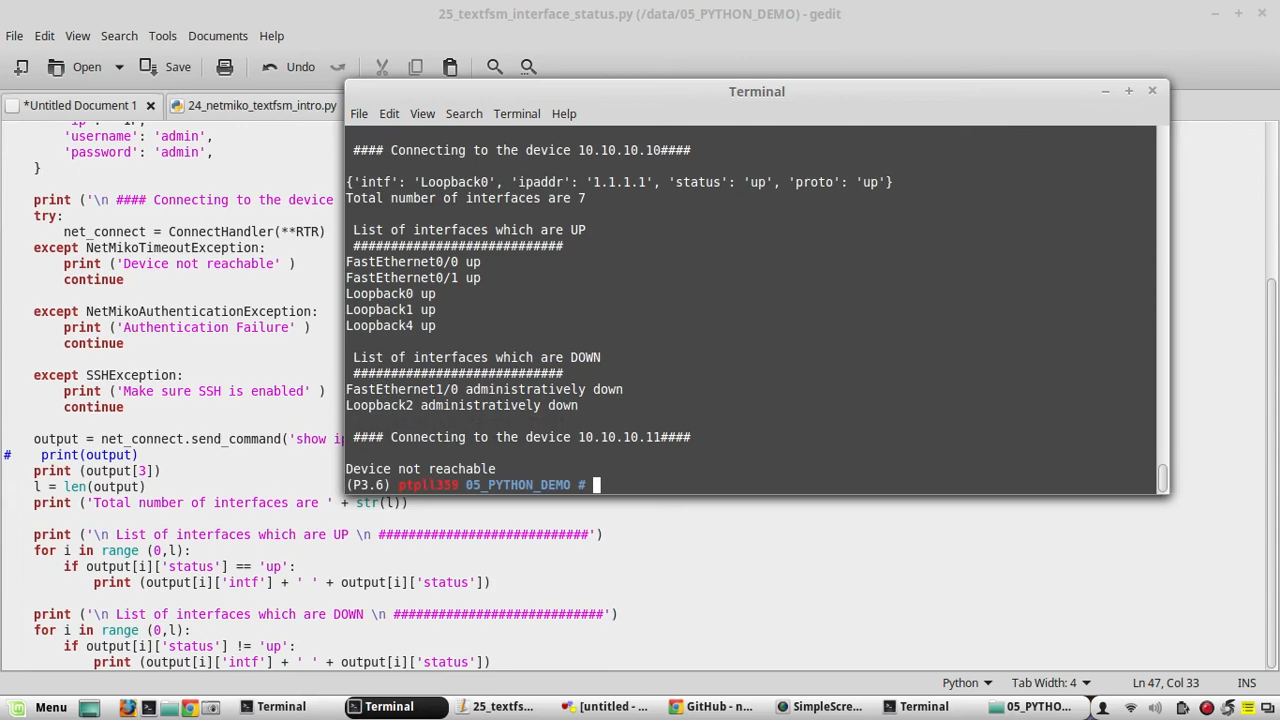 25_textfsm_interface_status.py (/data/05_PYTHON_DEMO) - gedit
File Edit View Search Tools Documents Help
Open Save Undo
*Untitled Document 1 24_netmiko_textfsm_intro.py
'username': 'admin',
'password': 'admin',
}
print ('\n #### Connecting to the device
try:
net_connect = ConnectHandler(**RTR)
except NetMikoTimeoutException:
print ('Device not reachable' )
continue
except NetMikoAuthenticationException:
print ('Authentication Failure' )
continue
except SSHException:
print ('Make sure SSH is enabled' )
continue
output = net_connect.send_command('show ip
# print(output)
print (output[3])
l = len(output)
print ('Total number of interfaces are ' + str(l))
print ('\n List of interfaces which are UP \n ############################')
for i in range (0,l):
if output[i]['status'] == 'up':
print (output[i]['intf'] + ' ' + output[i]['status'])
print ('\n List of interfaces which are DOWN \n ############################')
for i in range (0,l):
if output[i]['status'] != 'up':
print (output[i]['intf'] + ' ' + output[i]['status'])
Terminal
File Edit View Search Terminal Help
#### Connecting to the device 10.10.10.10####
{'intf': 'Loopback0', 'ipaddr': '1.1.1.1', 'status': 'up', 'proto': 'up'}
Total number of interfaces are 7
List of interfaces which are UP
############################
FastEthernet0/0 up
FastEthernet0/1 up
Loopback0 up
Loopback1 up
Loopback4 up
List of interfaces which are DOWN
############################
FastEthernet1/0 administratively down
Loopback2 administratively down
#### Connecting to the device 10.10.10.11####
Device not reachable
(P3.6) ptpll359 05_PYTHON_DEMO #
Python Tab Width: 4 Ln 47, Col 33 INS
Menu Terminal Terminal 25_textfs... [untitled - ... GitHub - n... SimpleScre... Terminal 05_PYTHO...